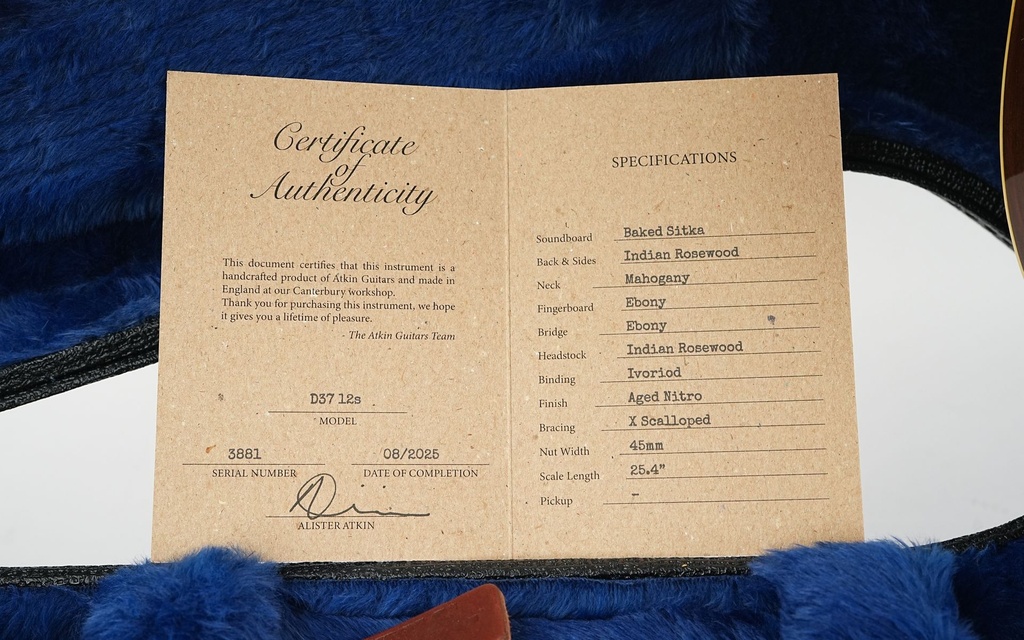 Certificate
of
Authenticity
This document certifies that this instrument is a
handcrafted product of Atkin Guitars and made in
England at our Canterbury workshop.
Thank you for purchasing this instrument, we hope
it gives you a lifetime of pleasure.
- The Atkin Guitars Team
D37 12s
MODEL
3881
SERIAL NUMBER
08/2025
DATE OF COMPLETION
ALISTER ATKIN
SPECIFICATIONS
Soundboard Baked Sitka
Back & Sides Indian Rosewood
Neck Mahogany
Fingerboard Ebony
Bridge Ebony
Headstock Indian Rosewood
Binding Ivoriod
Finish Aged Nitro
Bracing X Scalloped
Nut Width 45mm
Scale Length 25.4”
Pickup –